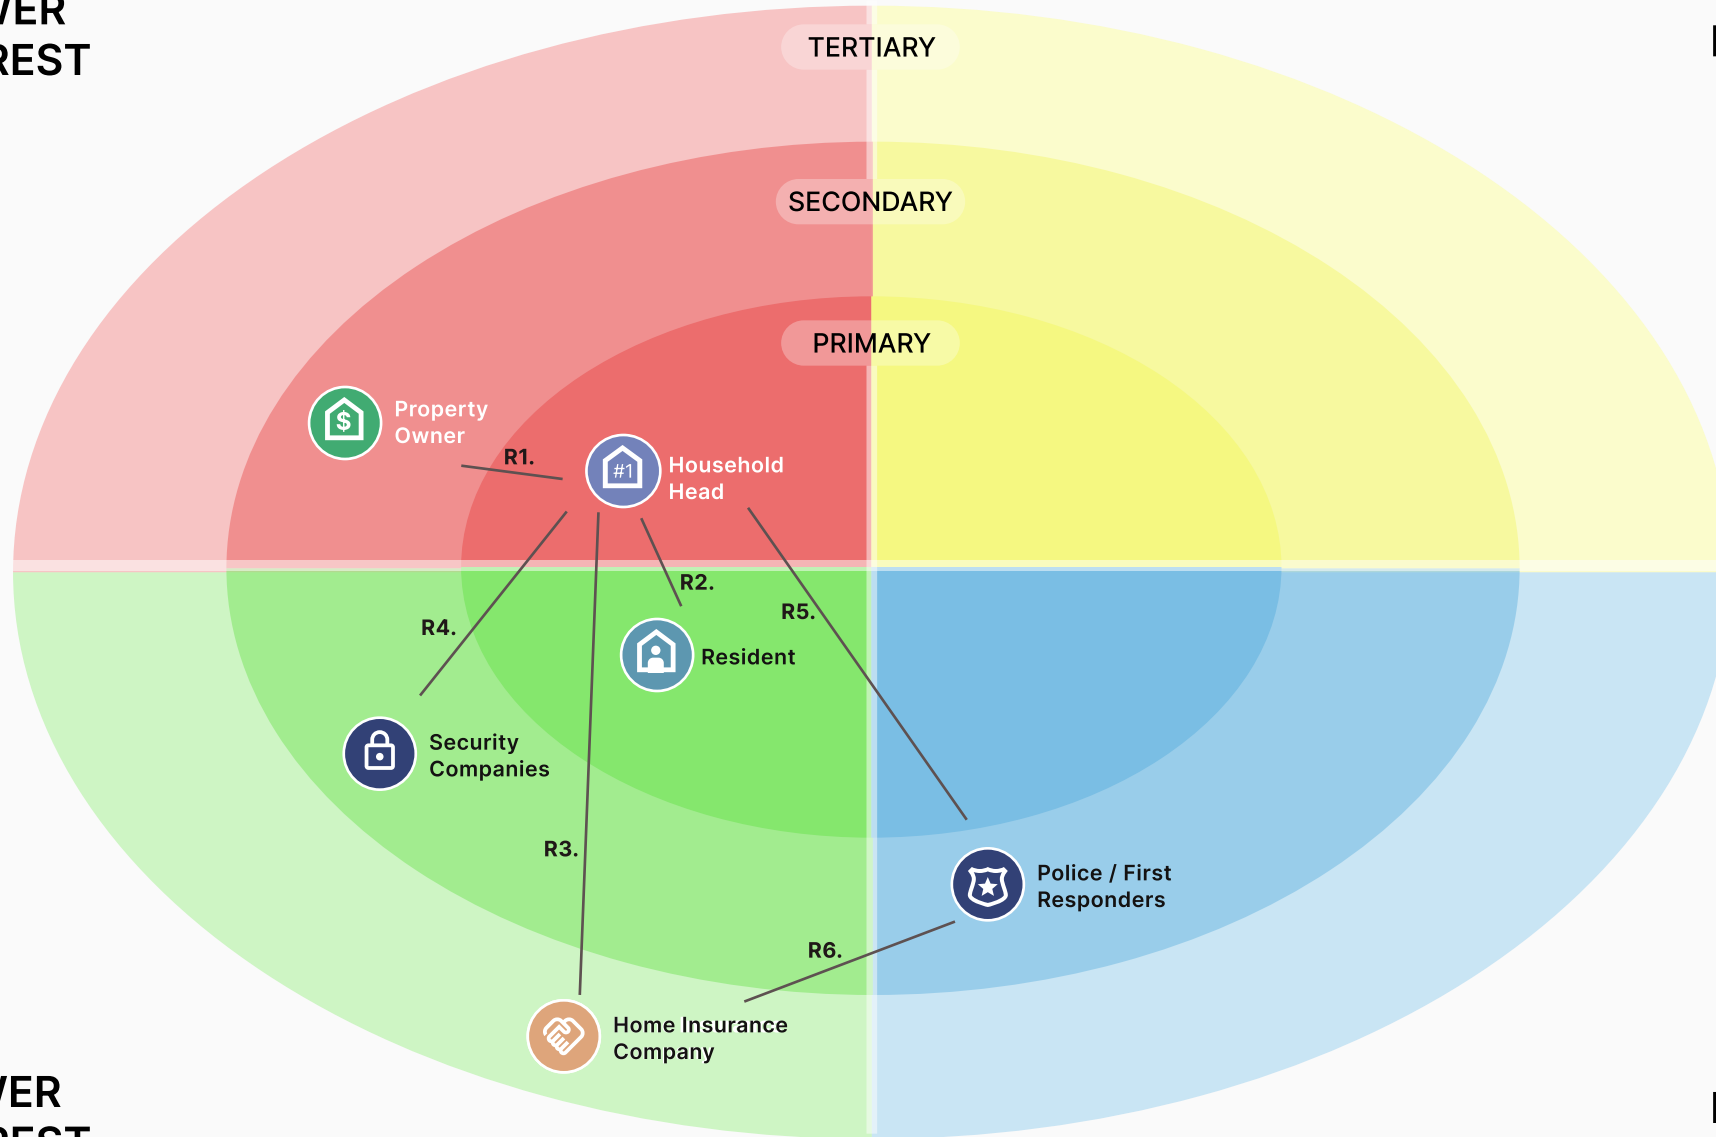 TERTIARY
SECONDARY
PRIMARY
$
Property
Owner
R1.
#1
Household
Head
R2.
R5.
R4.
Resident
Security
Companies
R3.
Police / First
Responders
R6.
Home Insurance
Company